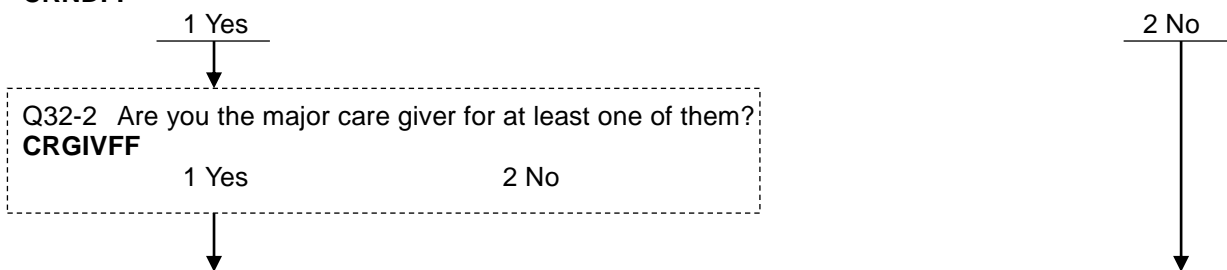 1 Yes 2 No
Q32-2 Are you the major care giver for at least one of them?
CRGIVFF
1 Yes 2 No